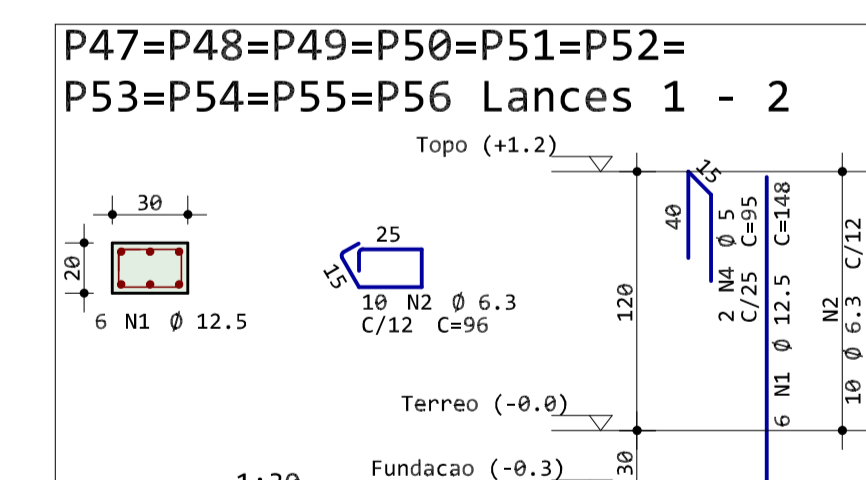 P47=P48=P49=P50=P51=P52=
P53=P54=P55=P56 Lances 1 - 2
Topo (+1.2)
30
20
6 N1 Ø 12.5
25
15
10 N2 Ø 6.3
C/12 C=96
120
40
15
2 N4 Ø 5
C/25 C=95
6 N1 Ø 12.5 C=148
N2
10 Ø 6.3 C/12
Terreo (-0.0)
30
Fundacao (-0.3)